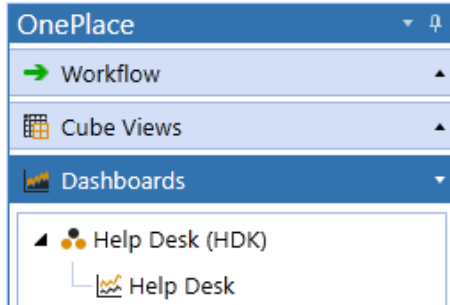 OnePlace
Workflow
Cube Views
Dashboards
Help Desk (HDK)
Help Desk